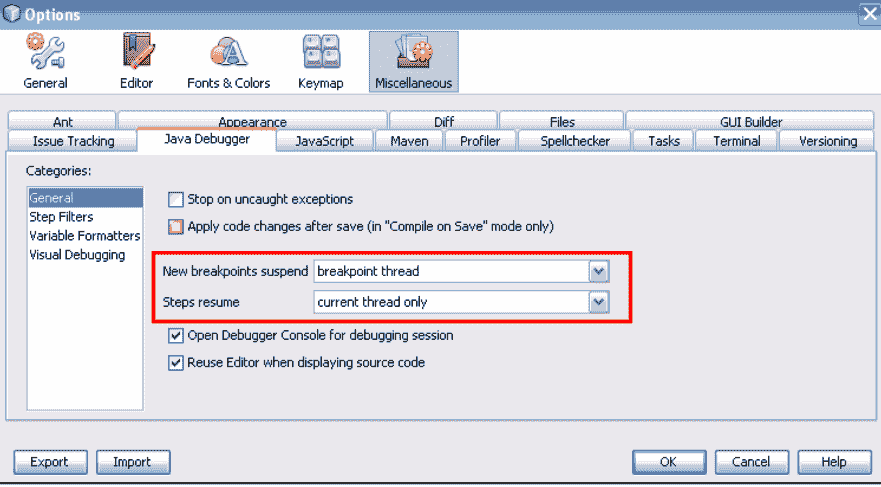 Options
General Editor Fonts & Colors Keymap Miscellaneous
Ant Appearance Diff Files GUI Builder
Issue Tracking Java Debugger JavaScript Maven Profiler Spellchecker Tasks Terminal Versioning
Categories:
General
Step Filters
Variable Formatters
Visual Debugging
Stop on uncaught exceptions
Apply code changes after save (in "Compile on Save" mode only)
New breakpoints suspend breakpoint thread
Steps resume current thread only
Open Debugger Console for debugging session
Reuse Editor when displaying source code
Export Import OK Cancel Help